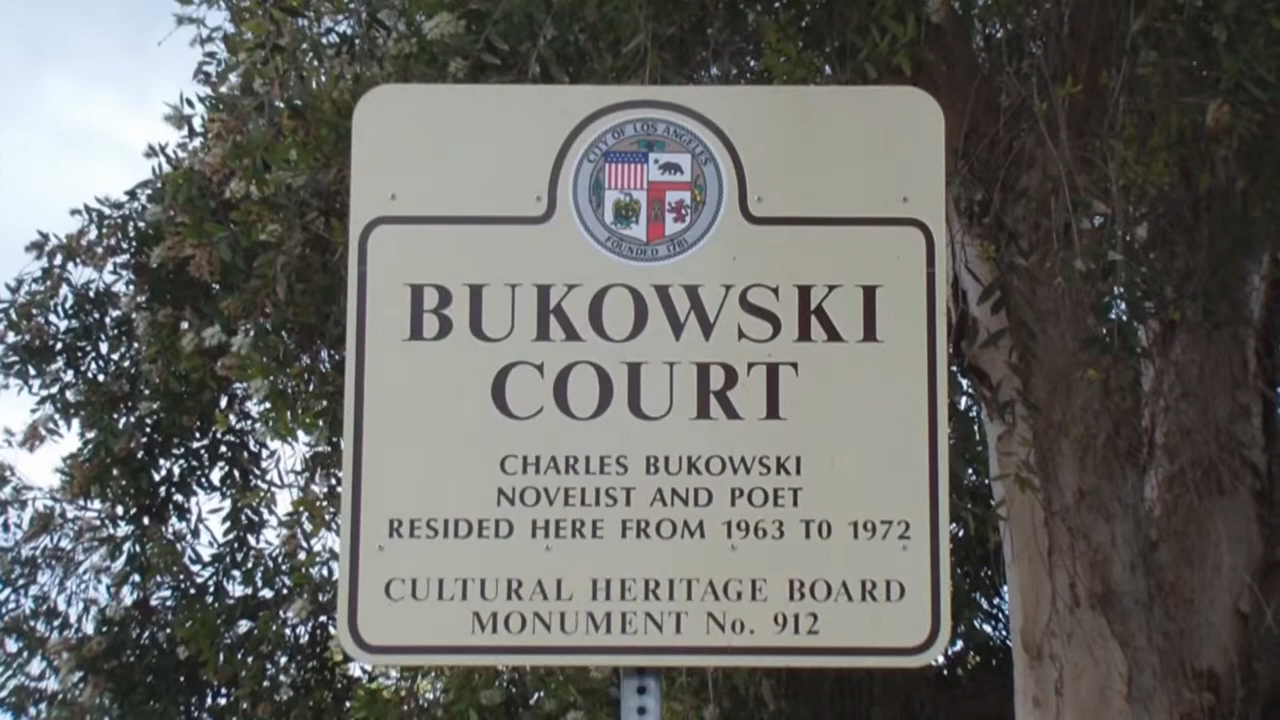 CITY OF LOS ANGELES
FOUNDED 1781
BUKOWSKI
COURT
CHARLES BUKOWSKI
NOVELIST AND POET
RESIDED HERE FROM 1963 TO 1972
CULTURAL HERITAGE BOARD
MONUMENT No. 912